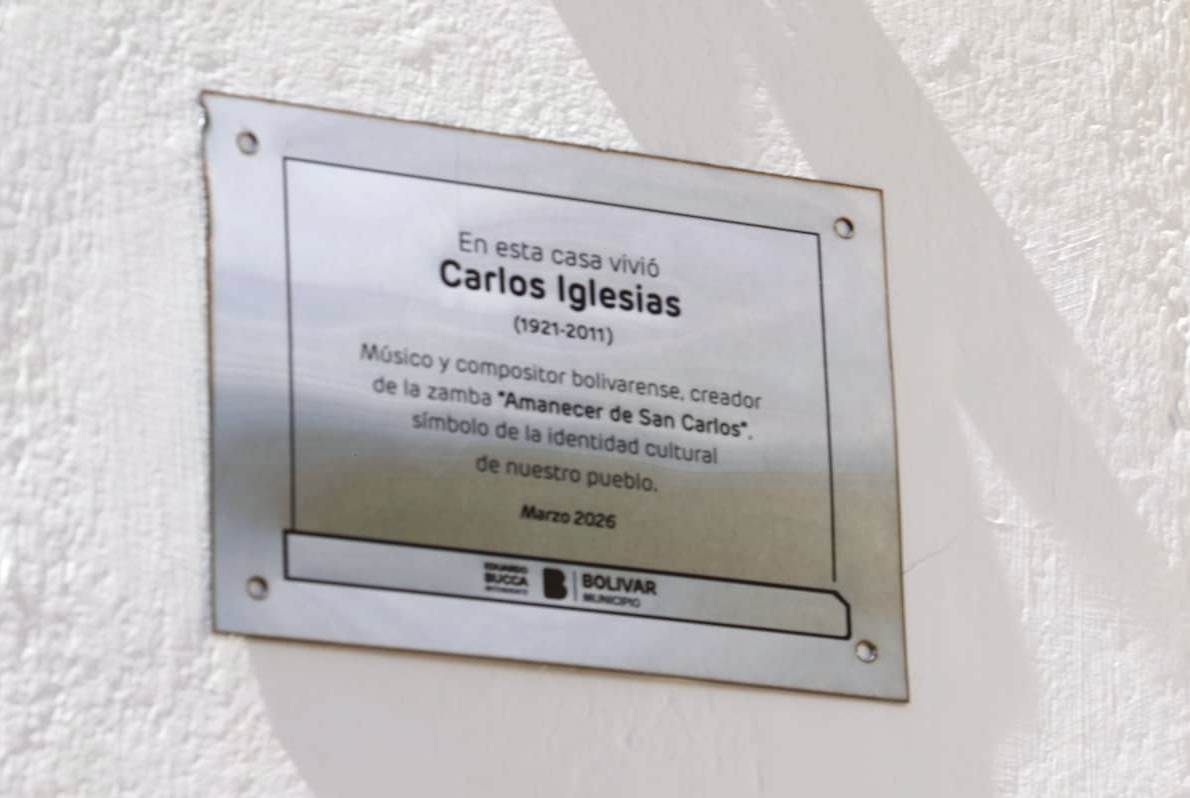 En esta casa vivió
Carlos Iglesias
(1921-2011)
Músico y compositor bolivarense, creador
de la zamba "Amanecer de San Carlos".
símbolo de la identidad cultural
de nuestro pueblo.
Marzo 2026
EDUARDO
BUCCA
INTENDENTE
B
BOLIVAR
MUNICIPIO